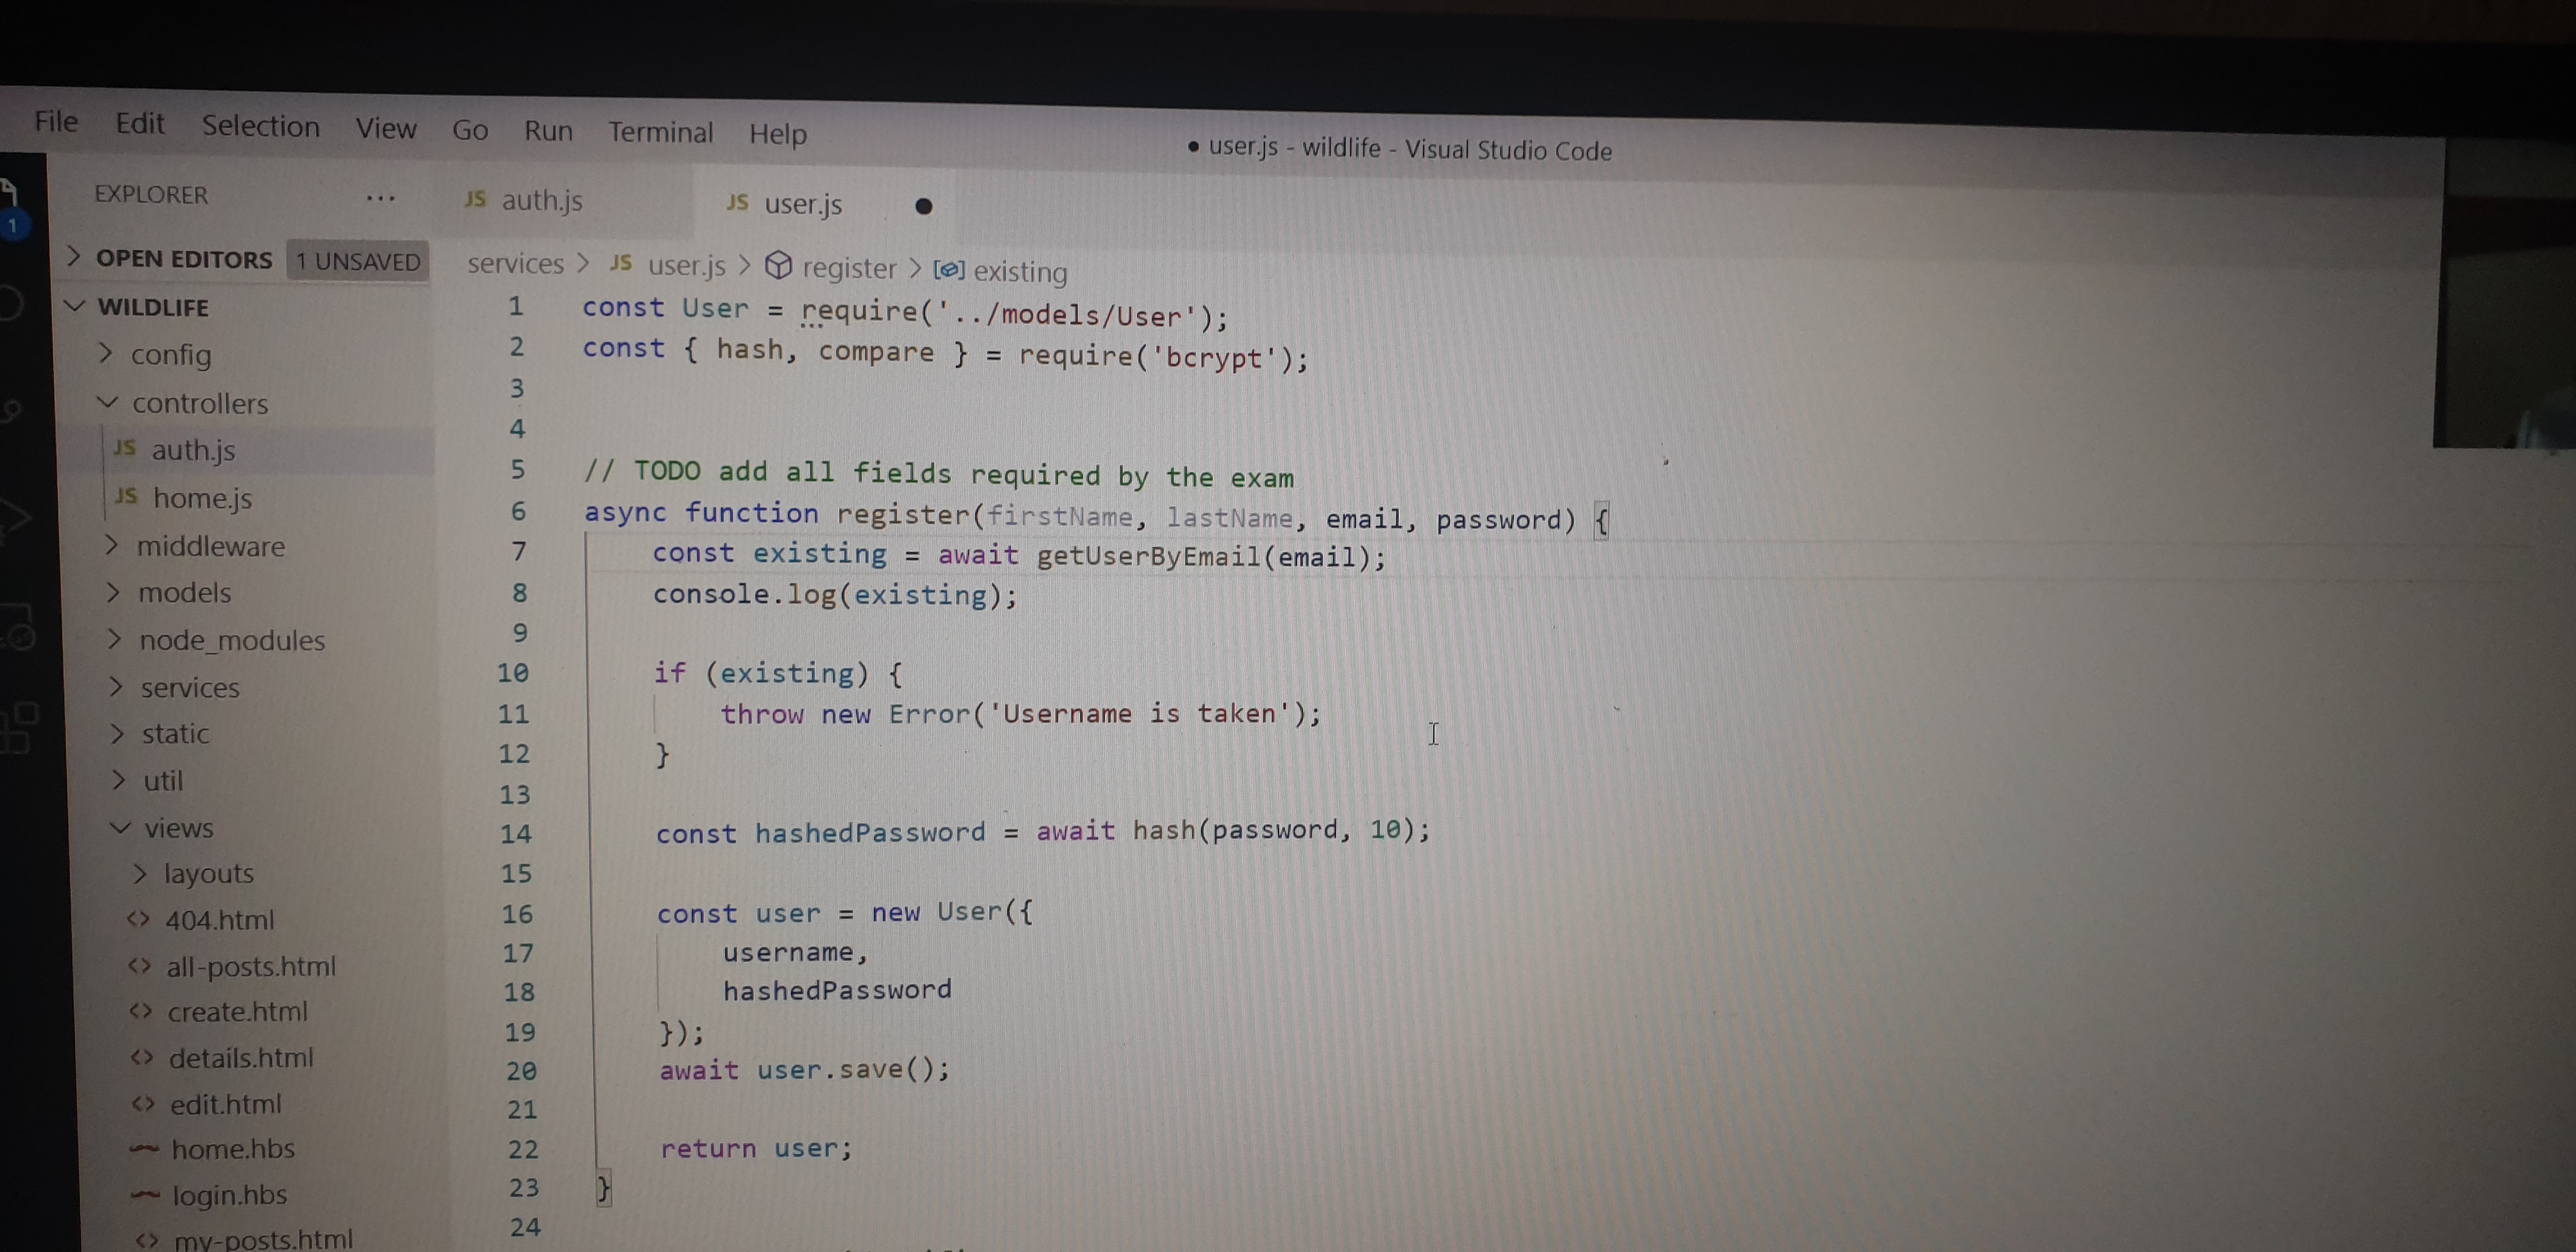 File Edit Selection View Go Run Terminal Help
● user.js - wildlife - Visual Studio Code
EXPLORER ...
1
OPEN EDITORS 1 UNSAVED
WILDLIFE
config
controllers
JS auth.js
JS home.js
middleware
models
node_modules
services
static
util
views
layouts
<> 404.html
<> all-posts.html
<> create.html
<> details.html
<> edit.html
home.hbs
login.hbs
<> my-posts.html
JS auth.js JS user.js ●
services > JS user.js > register > existing
1 const User = require('../models/User');
2 const { hash, compare } = require('bcrypt');
3
4
5 // TODO add all fields required by the exam
6 async function register(firstName, lastName, email, password) {
7     const existing = await getUserByEmail(email);
8     console.log(existing);
9
10     if (existing) {
11         throw new Error('Username is taken');
12     }
13
14     const hashedPassword = await hash(password, 10);
15
16     const user = new User({
17         username,
18         hashedPassword
19     });
20     await user.save();
21
22     return user;
23 }
24